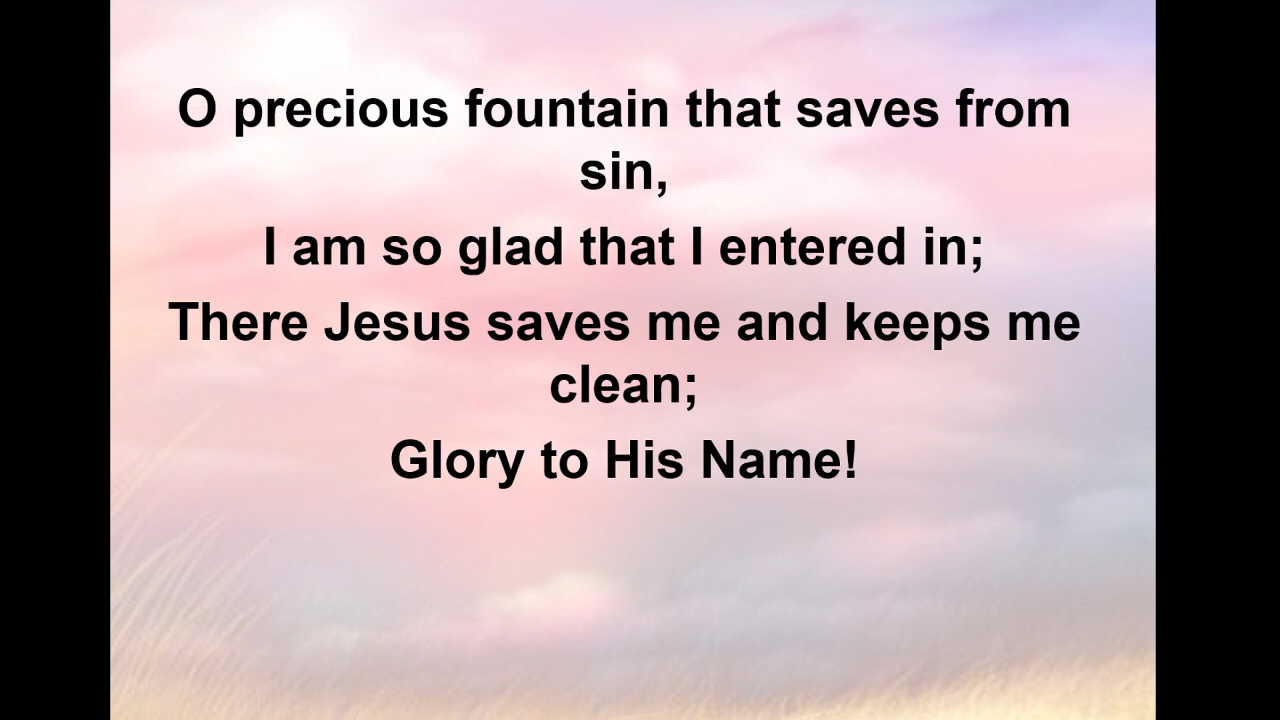 O precious fountain that saves from
sin,
I am so glad that I entered in;
There Jesus saves me and keeps me
clean;
Glory to His Name!